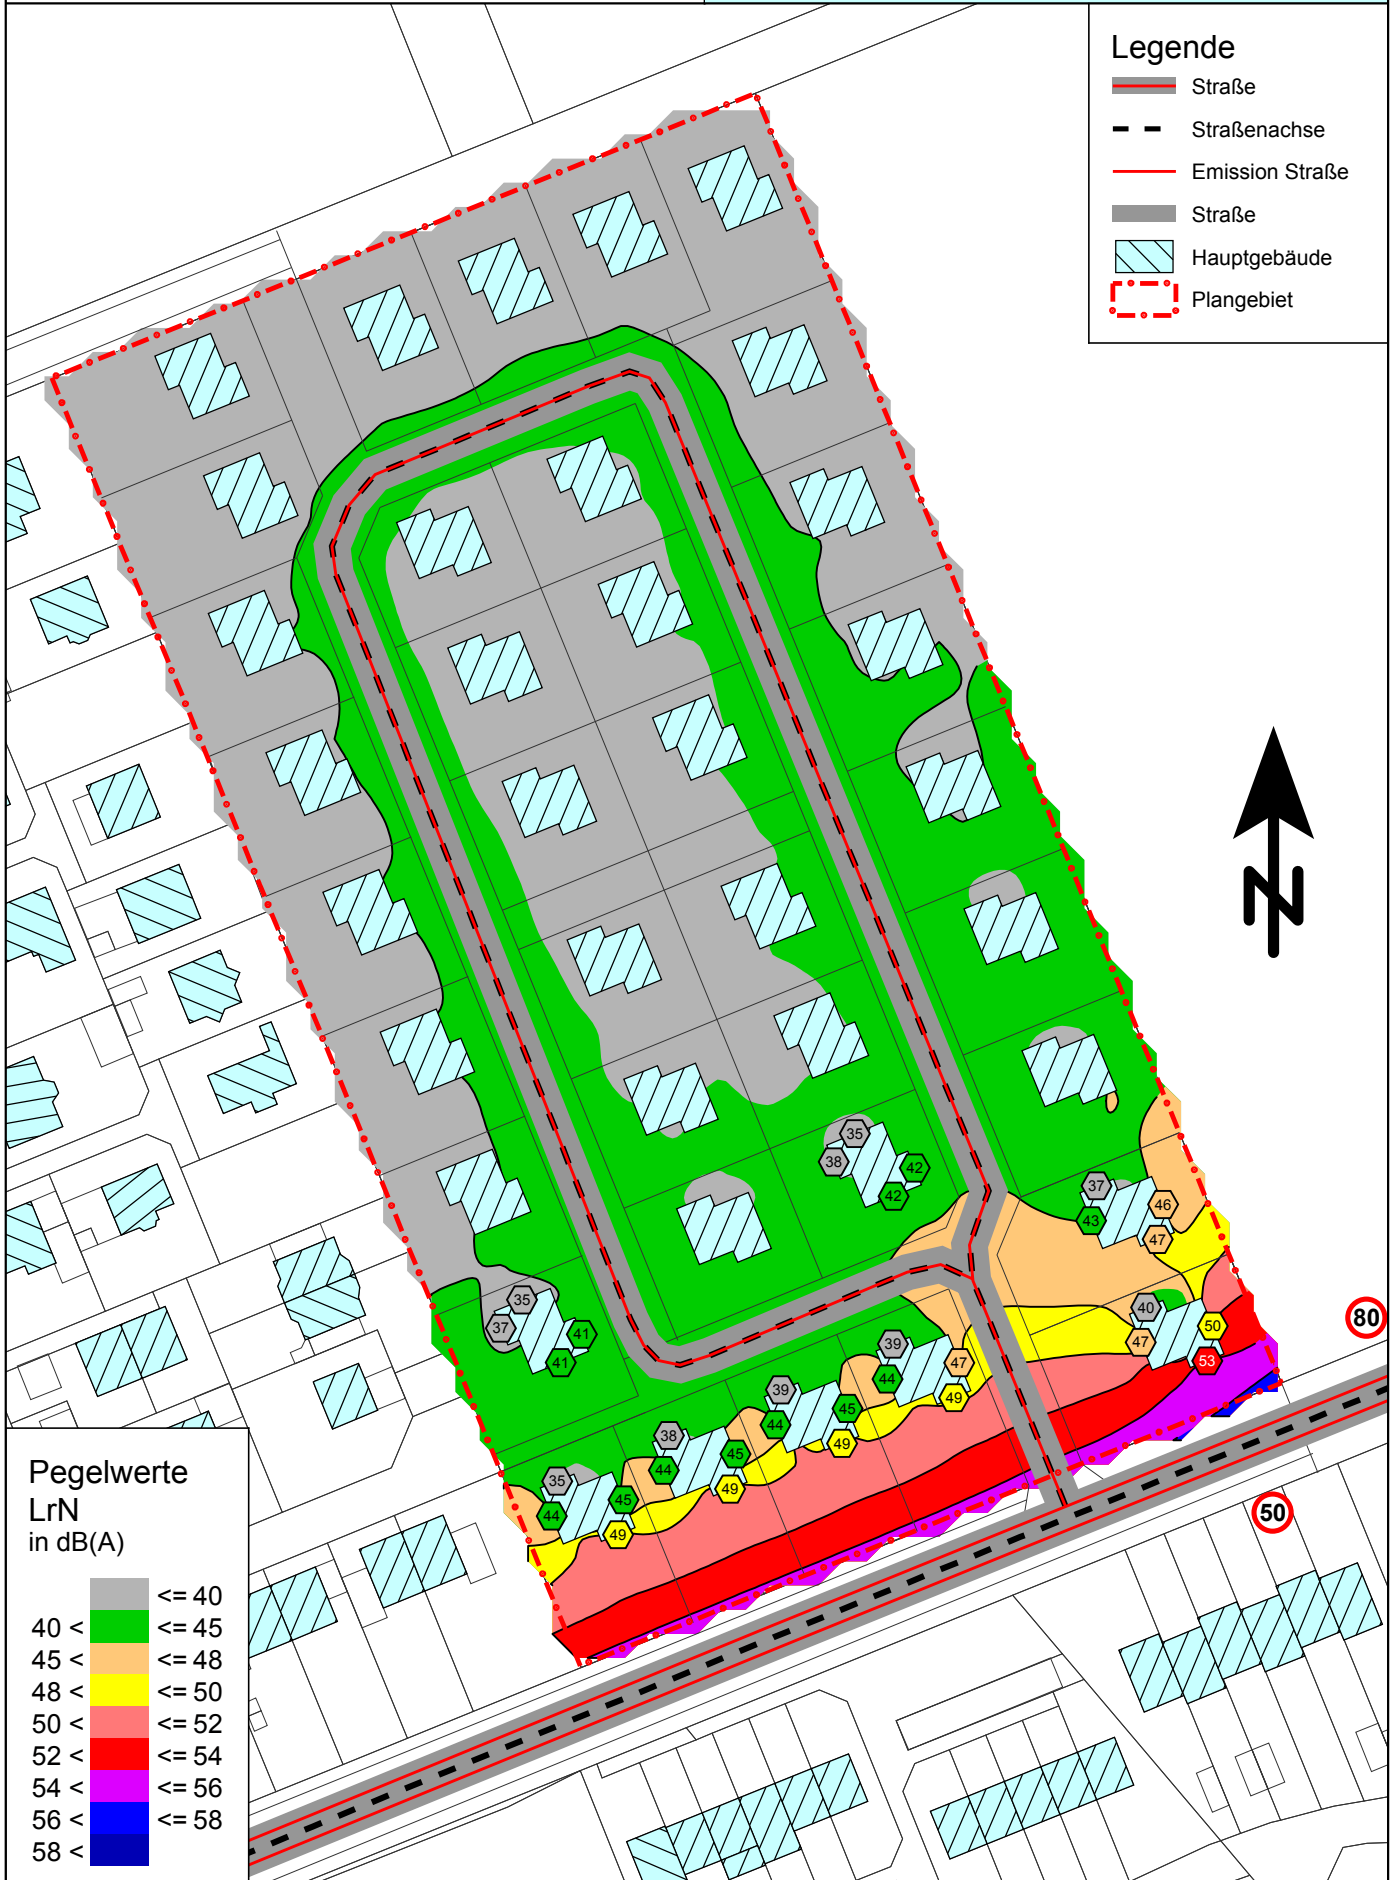 Legende
Straße
Straßenachse
Emission Straße
Straße
Hauptgebäude
Plangebiet
N
35
38
42
42
37
43
46
47
40
47
50
53
80
35
37
41
41
39
44
47
49
39
44
45
49
38
44
45
49
35
44
45
49
50
Pegelwerte
LrN
in dB(A)
<= 40
40 < <= 45
45 < <= 48
48 < <= 50
50 < <= 52
52 < <= 54
54 < <= 56
56 < <= 58
58 <